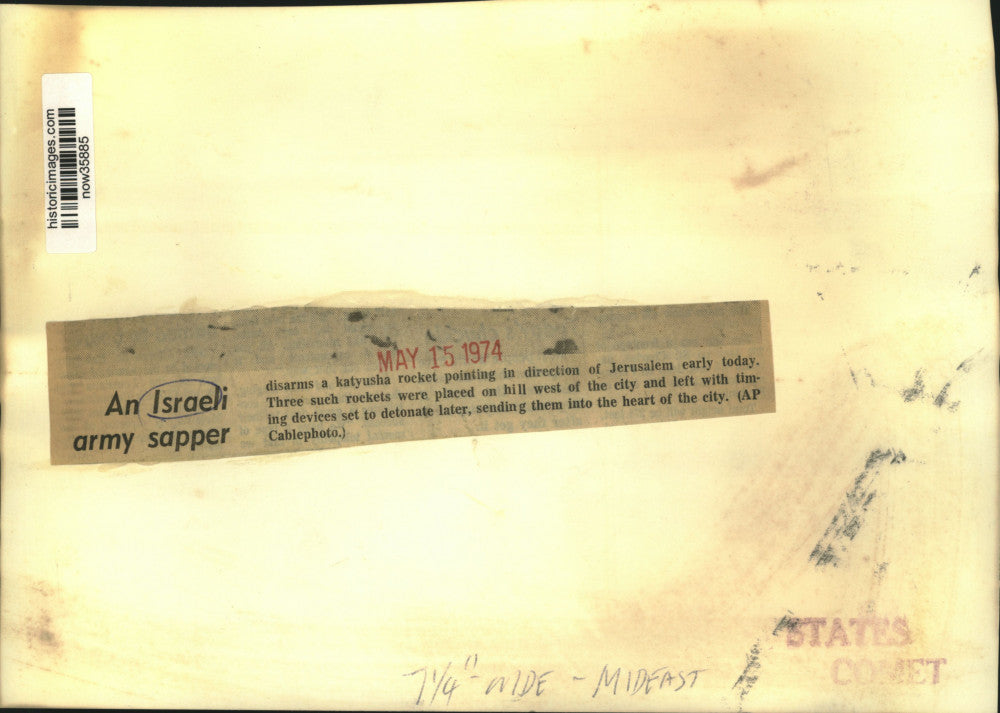 historicimages.com
now35885
MAY 15 1974
An Israeli
army sapper
disarms a katyusha rocket pointing in direction of Jerusalem early today.
Three such rockets were placed on hill west of the city and left with tim-
ing devices set to detonate later, sending them into the heart of the city. (AP
Cablephoto.)
STATES
COMET
7 1/4" WIDE - MIDEAST